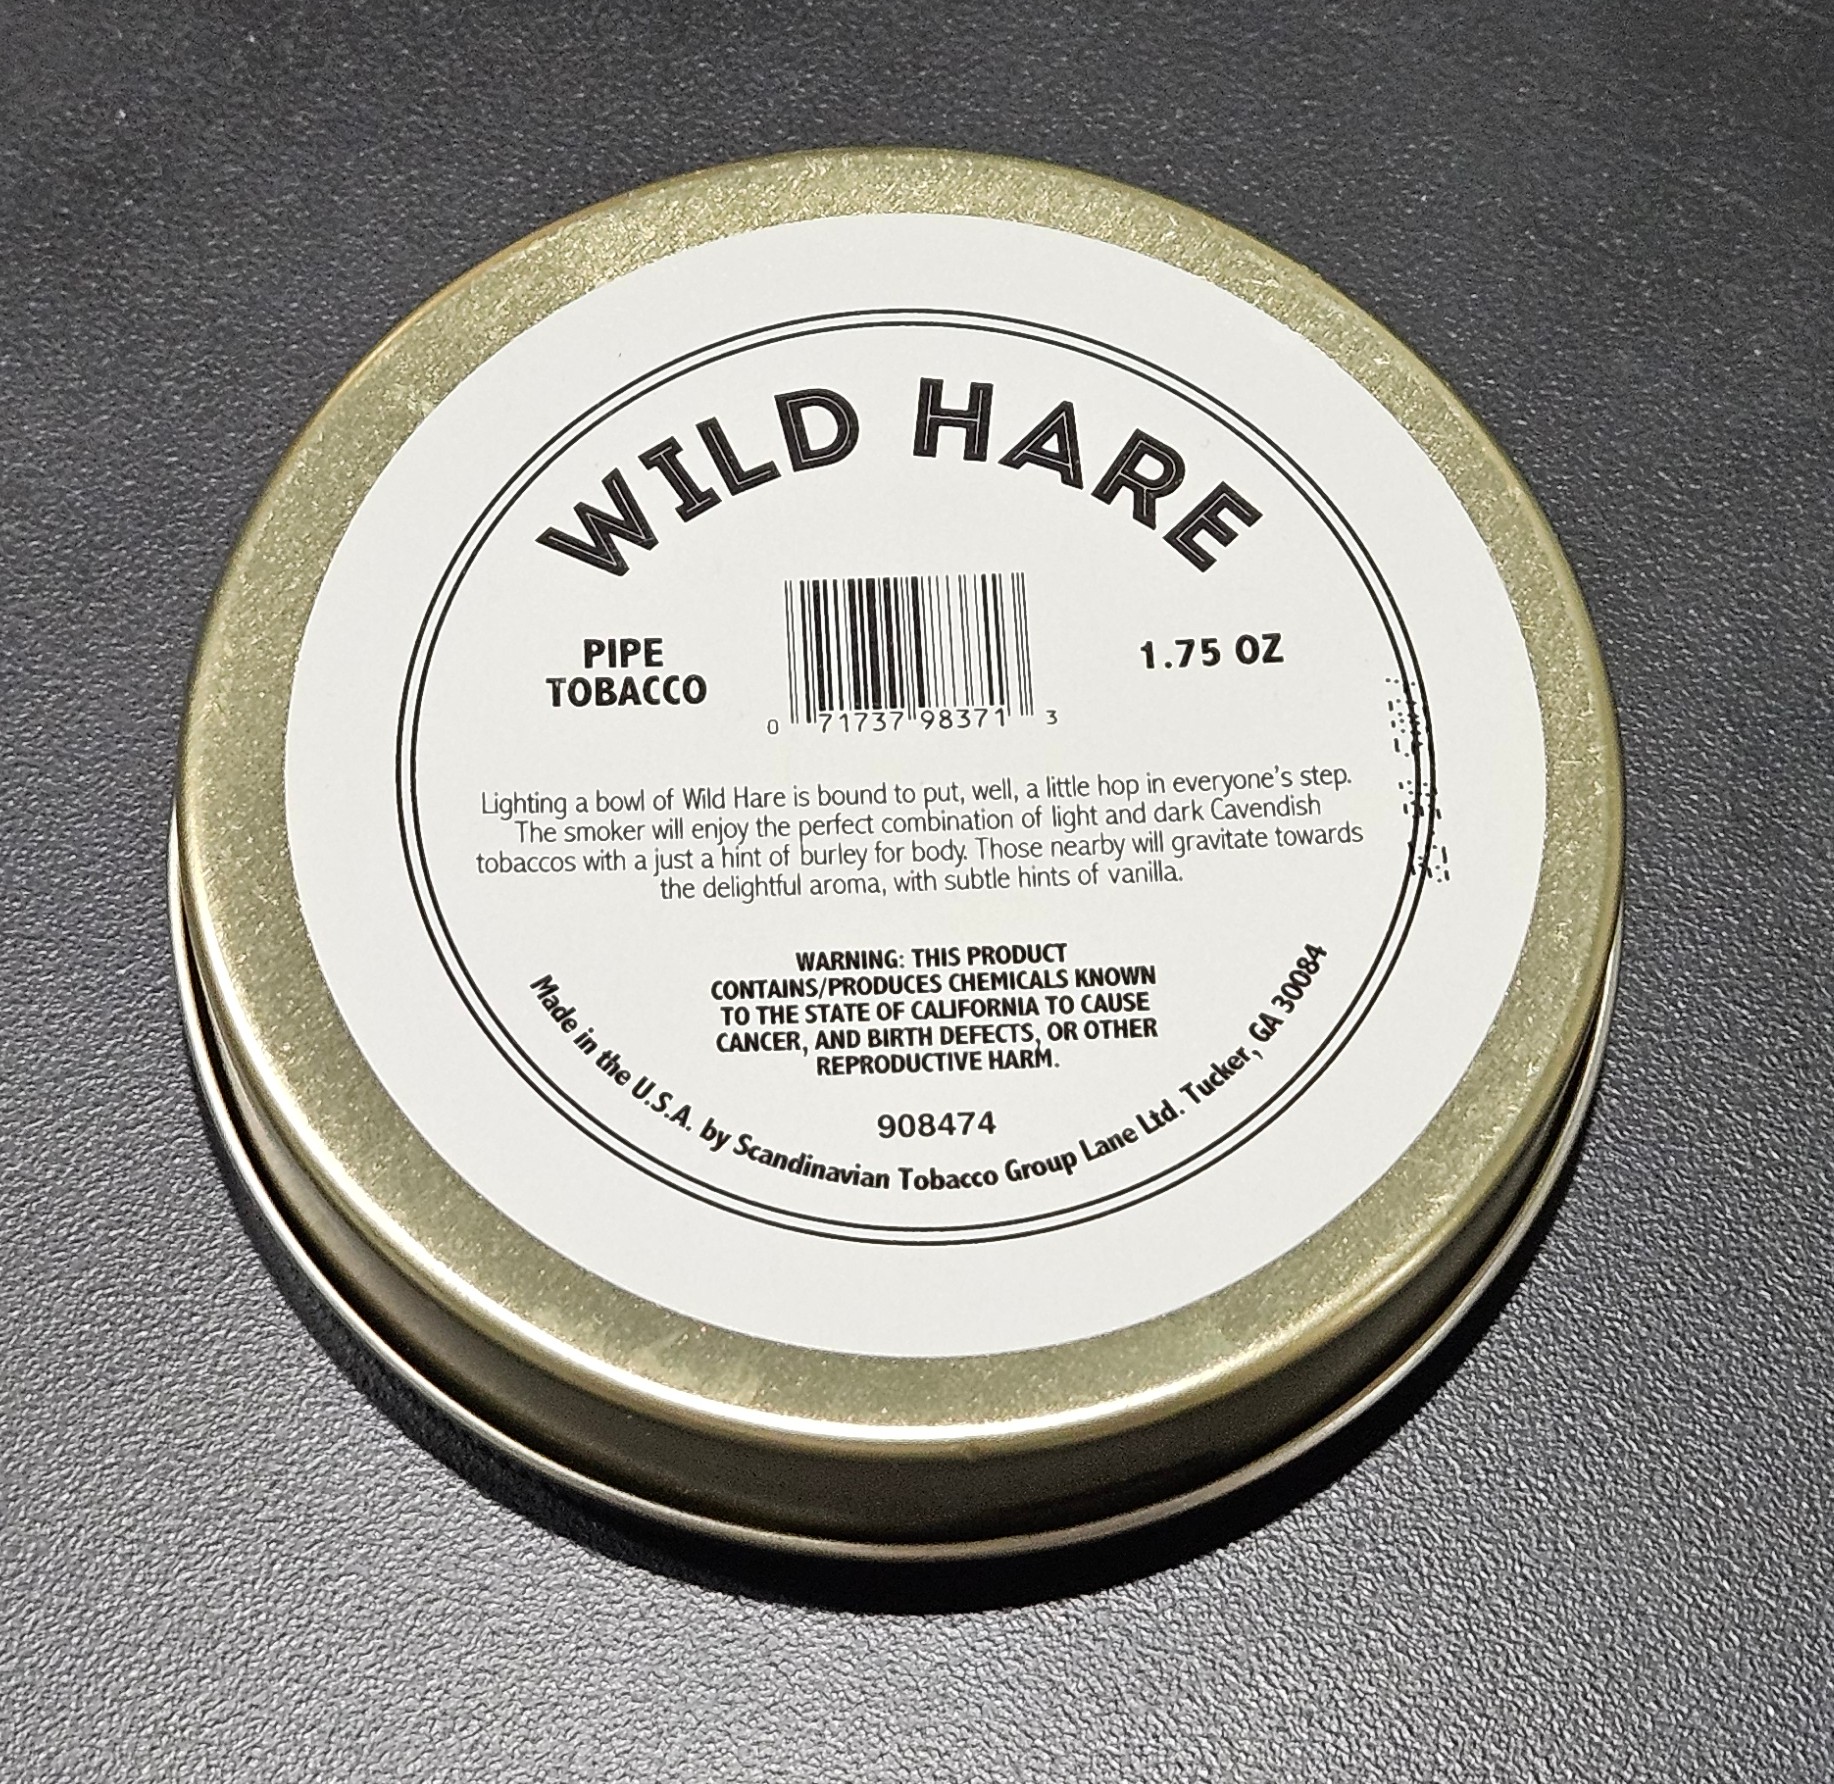 WILD HARE
PIPE
TOBACCO
0 71737 98371 3
1.75 OZ
Lighting a bowl of Wild Hare is bound to put, well, a little hop in everyone's step.
The smoker will enjoy the perfect combination of light and dark Cavendish
tobaccos with a just a hint of burley for body. Those nearby will gravitate towards
the delightful aroma, with subtle hints of vanilla.
WARNING: THIS PRODUCT
CONTAINS/PRODUCES CHEMICALS KNOWN
TO THE STATE OF CALIFORNIA TO CAUSE
CANCER, AND BIRTH DEFECTS, OR OTHER
REPRODUCTIVE HARM.
908474
Made in the U.S.A. by Scandinavian Tobacco Group Lane Ltd. Tucker, GA 30084